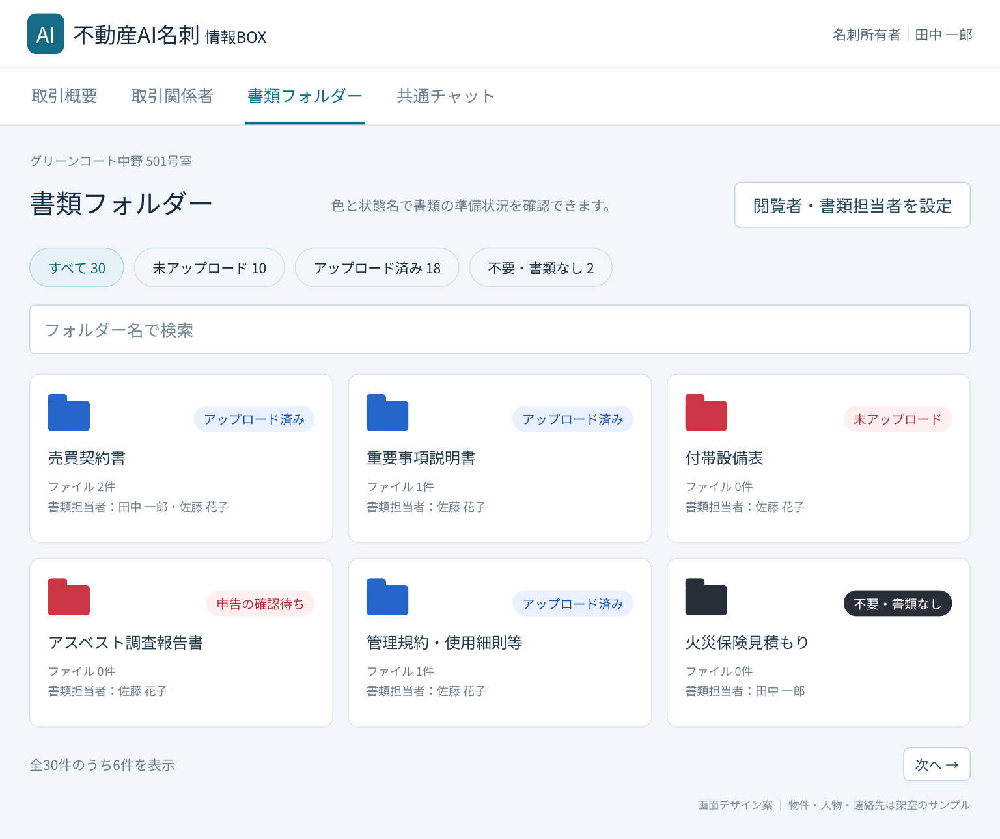 AI 不動産AI名刺 情報BOX
名刺所有者｜田中 一郎
取引概要 取引関係者 書類フォルダー 共通チャット
グリーンコート中野 501号室
書類フォルダー
色と状態名で書類の準備状況を確認できます。
閲覧者・書類担当者を設定
すべて 30 未アップロード 10 アップロード済み 18 不要・書類なし 2
フォルダー名で検索
アップロード済み
売買契約書
ファイル 2件
書類担当者：田中 一郎・佐藤 花子
アップロード済み
重要事項説明書
ファイル 1件
書類担当者：佐藤 花子
未アップロード
付帯設備表
ファイル 0件
書類担当者：佐藤 花子
申告の確認待ち
アスベスト調査報告書
ファイル 0件
書類担当者：佐藤 花子
アップロード済み
管理規約・使用細則等
ファイル 1件
書類担当者：佐藤 花子
不要・書類なし
火災保険見積もり
ファイル 0件
書類担当者：田中 一郎
全30件のうち6件を表示
次へ →
画面デザイン案 ｜ 物件・人物・連絡先は架空のサンプル